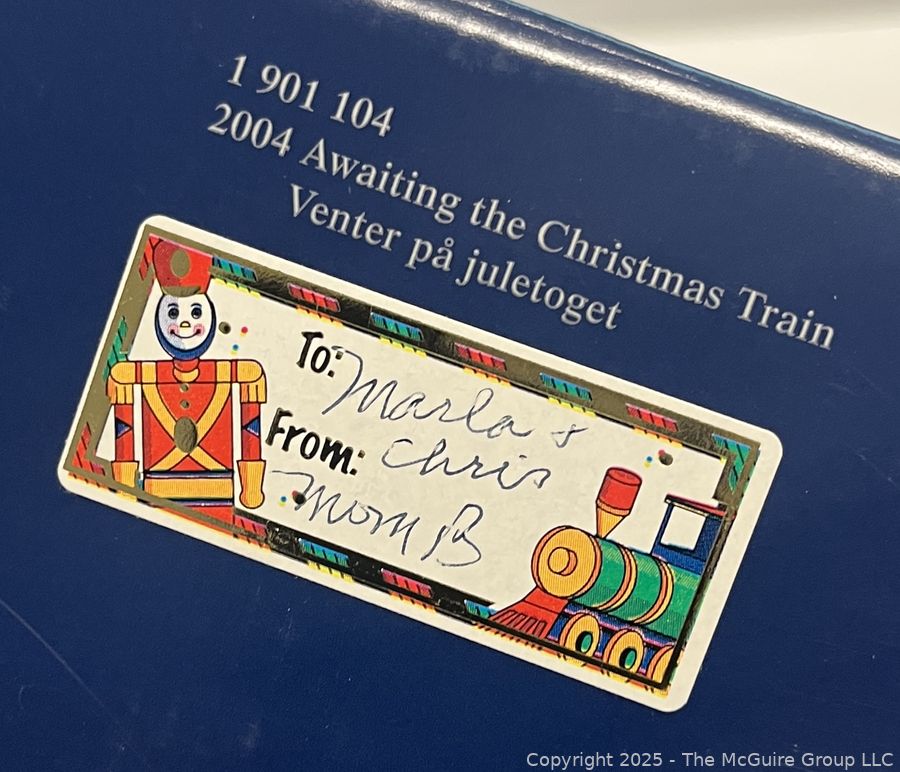 1 901 104
2004 Awaiting the Christmas Train
Venter på juletoget
To: Marla &
From: Chris
Mom B
Copyright 2025 - The McGuire Group LLC